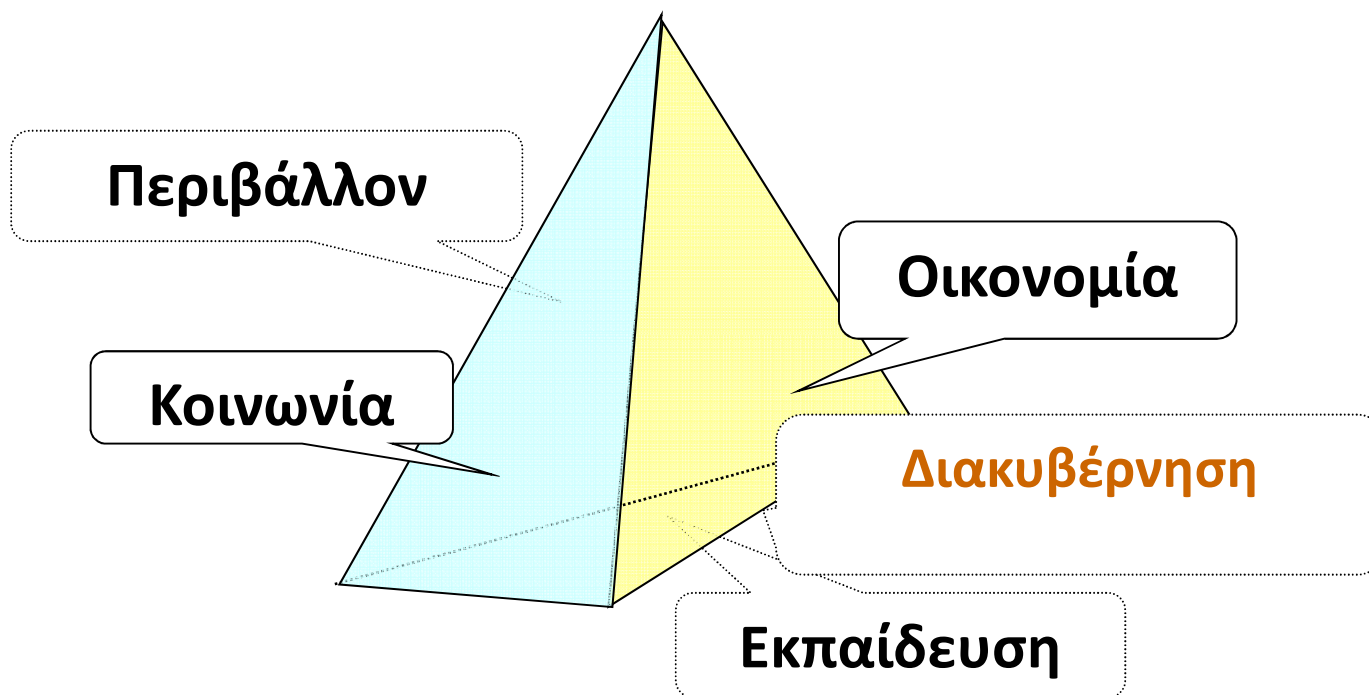 Περιβάλλον
Οικονομία
Κοινωνία
Διακυβέρνηση
Εκπαίδευση